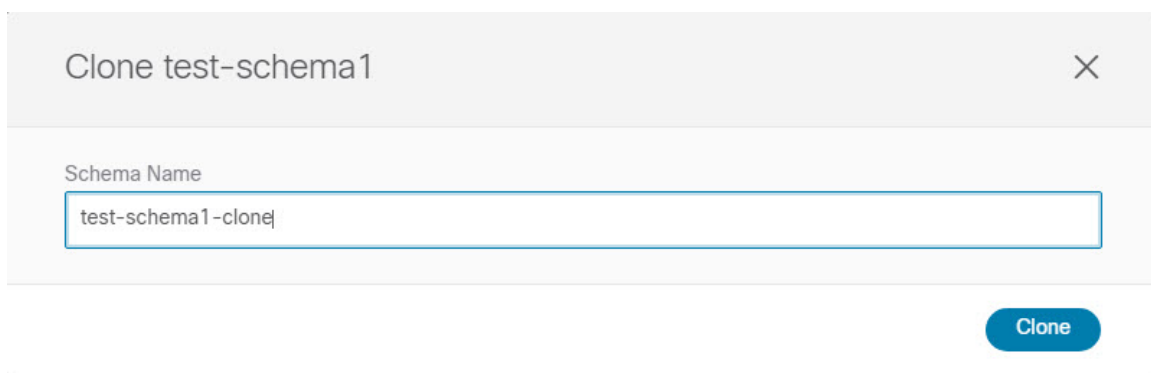 Clone test-schema1
Schema Name
test-schema1-clone
Clone